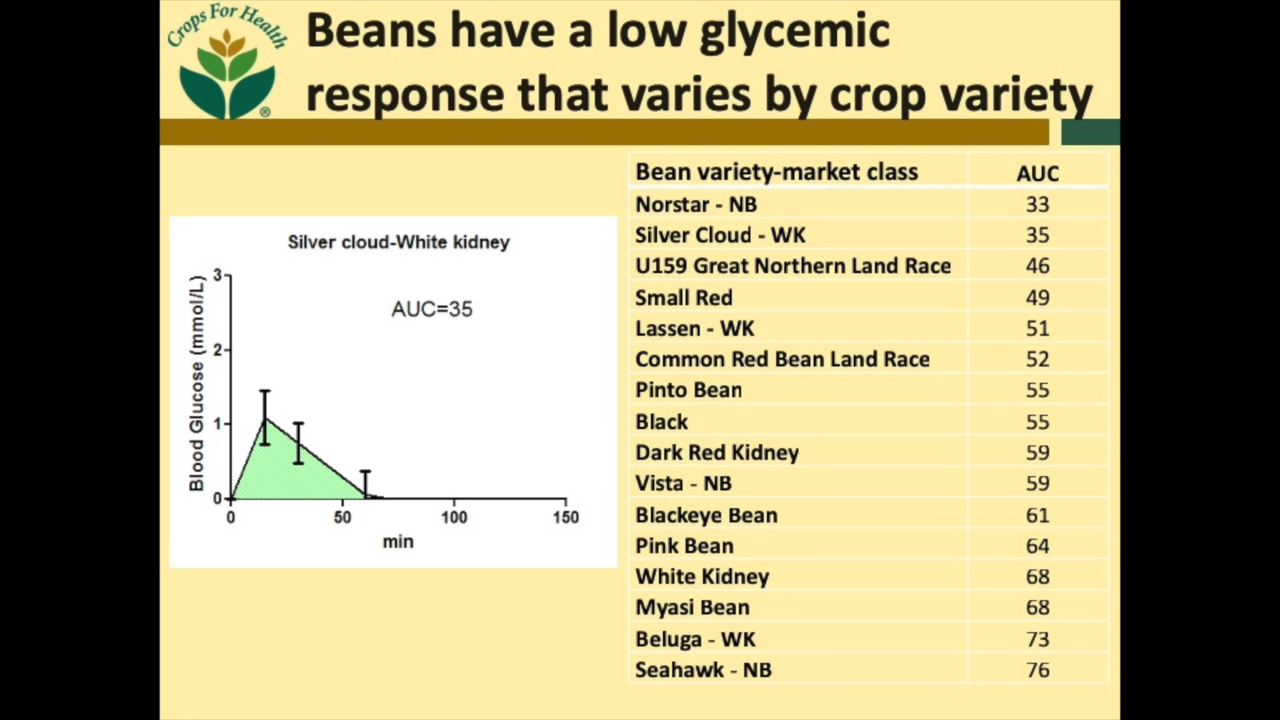 Crops For Health
®
Beans have a low glycemic
response that varies by crop variety
Silver cloud-White kidney
AUC=35
Blood Glucose (mmol/L)
3
2
1
0
0 50 100 150
min
Bean variety-market class AUC
Norstar - NB 33
Silver Cloud - WK 35
U159 Great Northern Land Race 46
Small Red 49
Lassen - WK 51
Common Red Bean Land Race 52
Pinto Bean 55
Black 55
Dark Red Kidney 59
Vista - NB 59
Blackeye Bean 61
Pink Bean 64
White Kidney 68
Myasi Bean 68
Beluga - WK 73
Seahawk - NB 76